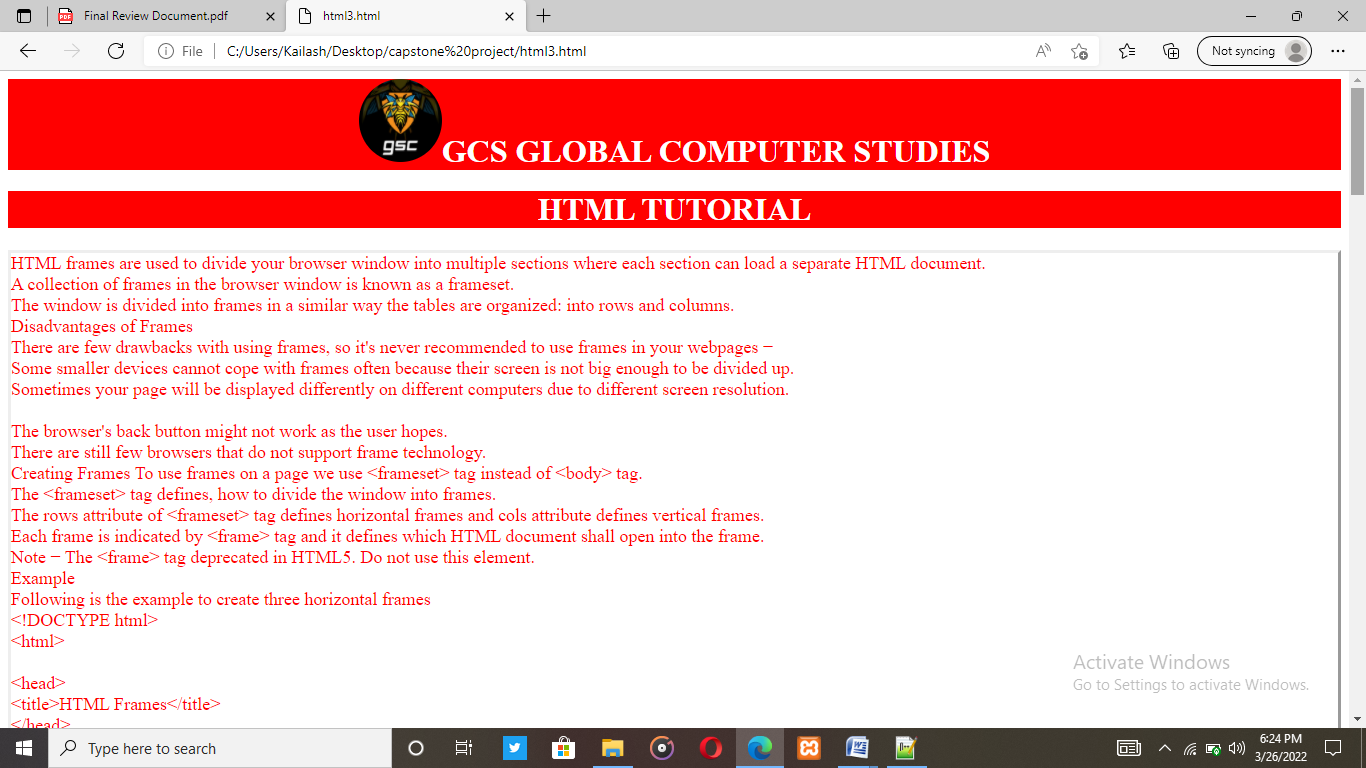 Final Review Document.pdf
html3.html
File
C:/Users/Kailash/Desktop/capstone%20project/html3.html
Not syncing
gsc
GCS GLOBAL COMPUTER STUDIES
HTML TUTORIAL
HTML frames are used to divide your browser window into multiple sections where each section can load a separate HTML document.
A collection of frames in the browser window is known as a frameset.
The window is divided into frames in a similar way the tables are organized: into rows and columns.
Disadvantages of Frames
There are few drawbacks with using frames, so it's never recommended to use frames in your webpages −
Some smaller devices cannot cope with frames often because their screen is not big enough to be divided up.
Sometimes your page will be displayed differently on different computers due to different screen resolution.
The browser's back button might not work as the user hopes.
There are still few browsers that do not support frame technology.
Creating Frames To use frames on a page we use <frameset> tag instead of <body> tag.
The <frameset> tag defines, how to divide the window into frames.
The rows attribute of <frameset> tag defines horizontal frames and cols attribute defines vertical frames.
Each frame is indicated by <frame> tag and it defines which HTML document shall open into the frame.
Note − The <frame> tag deprecated in HTML5. Do not use this element.
Example
Following is the example to create three horizontal frames
<!DOCTYPE html>
<html>
<head>
<title>HTML Frames</title>
</head>
Activate Windows
Go to Settings to activate Windows.
Type here to search
6:24 PM
3/26/2022